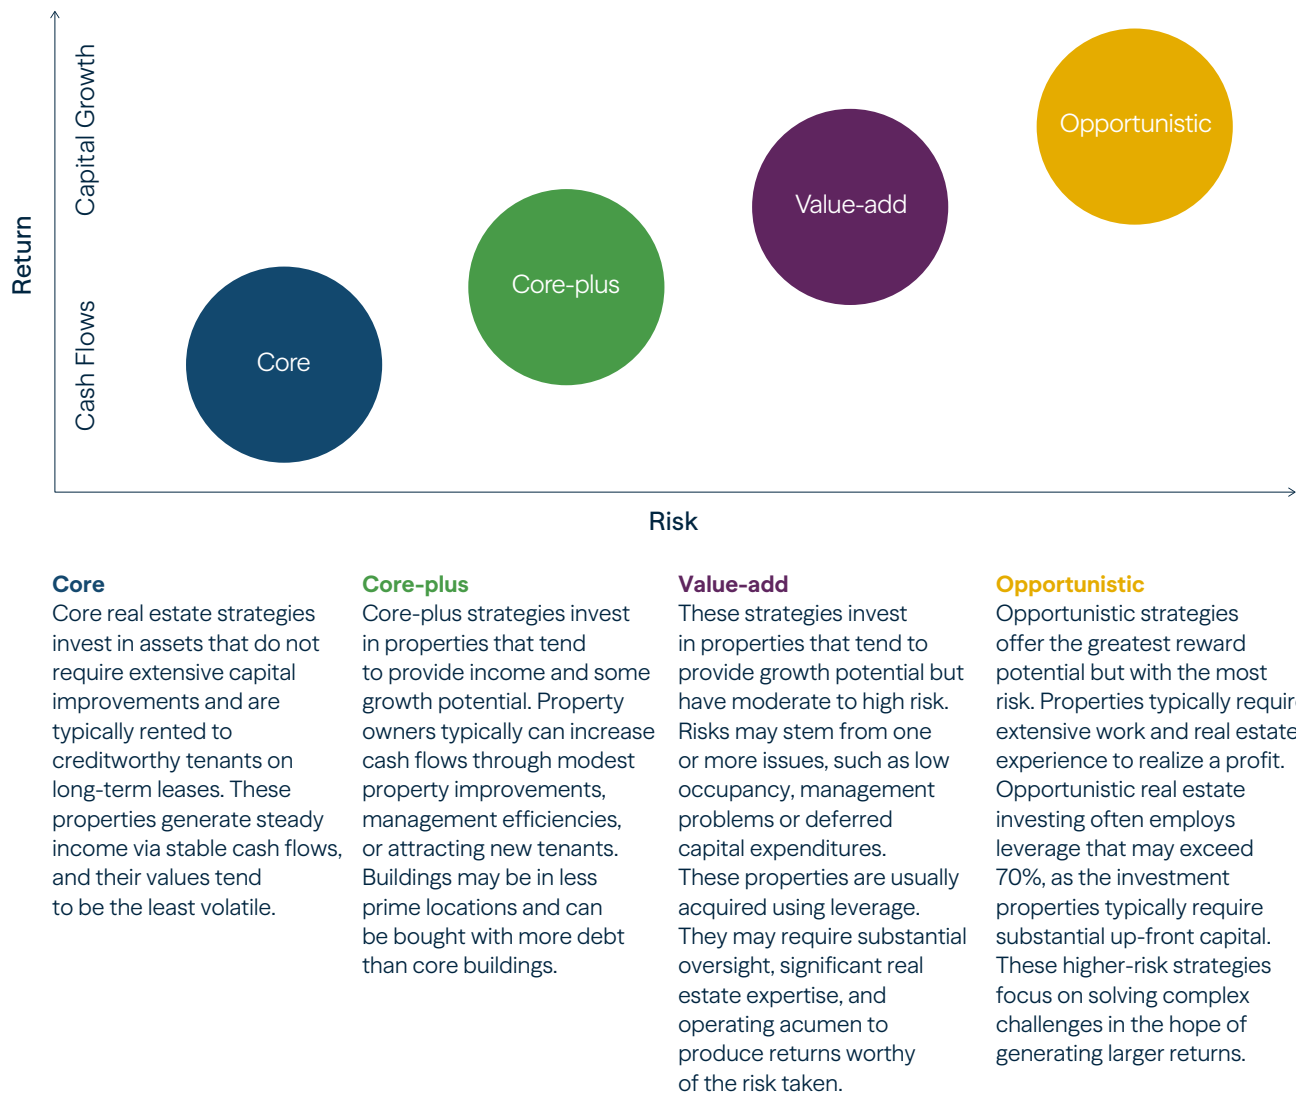 Capital Growth
Return
Cash Flows
Opportunistic
Value-add
Core-plus
Core
Risk
Core
Core real estate strategies
invest in assets that do not
require extensive capital
improvements and are
typically rented to
creditworthy tenants on
long-term leases. These
properties generate steady
income via stable cash flows,
and their values tend
to be the least volatile.
Core-plus
Core-plus strategies invest
in properties that tend
to provide income and some
growth potential. Property
owners typically can increase
cash flows through modest
property improvements,
management efficiencies,
or attracting new tenants.
Buildings may be in less
prime locations and can
be bought with more debt
than core buildings.
Value-add
These strategies invest
in properties that tend to
provide growth potential but
have moderate to high risk.
Risks may stem from one
or more issues, such as low
occupancy, management
problems or deferred
capital expenditures.
These properties are usually
acquired using leverage.
They may require substantial
oversight, significant real
estate expertise, and
operating acumen to
produce returns worthy
of the risk taken.
Opportunistic
Opportunistic strategies
offer the greatest reward
potential but with the most
risk. Properties typically require
extensive work and real estate
experience to realize a profit.
Opportunistic real estate
investing often employs
leverage that may exceed
70%, as the investment
properties typically require
substantial up-front capital.
These higher-risk strategies
focus on solving complex
challenges in the hope of
generating larger returns.